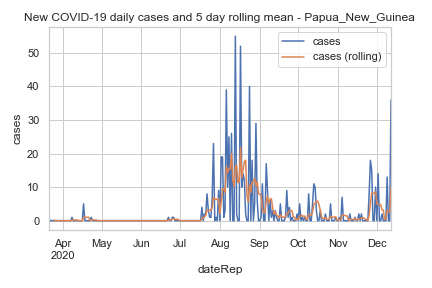 New COVID-19 daily cases and 5 day rolling mean - Papua_New_Guinea
cases
cases (rolling)
50
40
30
20
10
0
cases
Apr
2020
May
Jun
Jul
Aug
Sep
Oct
Nov
Dec
dateRep